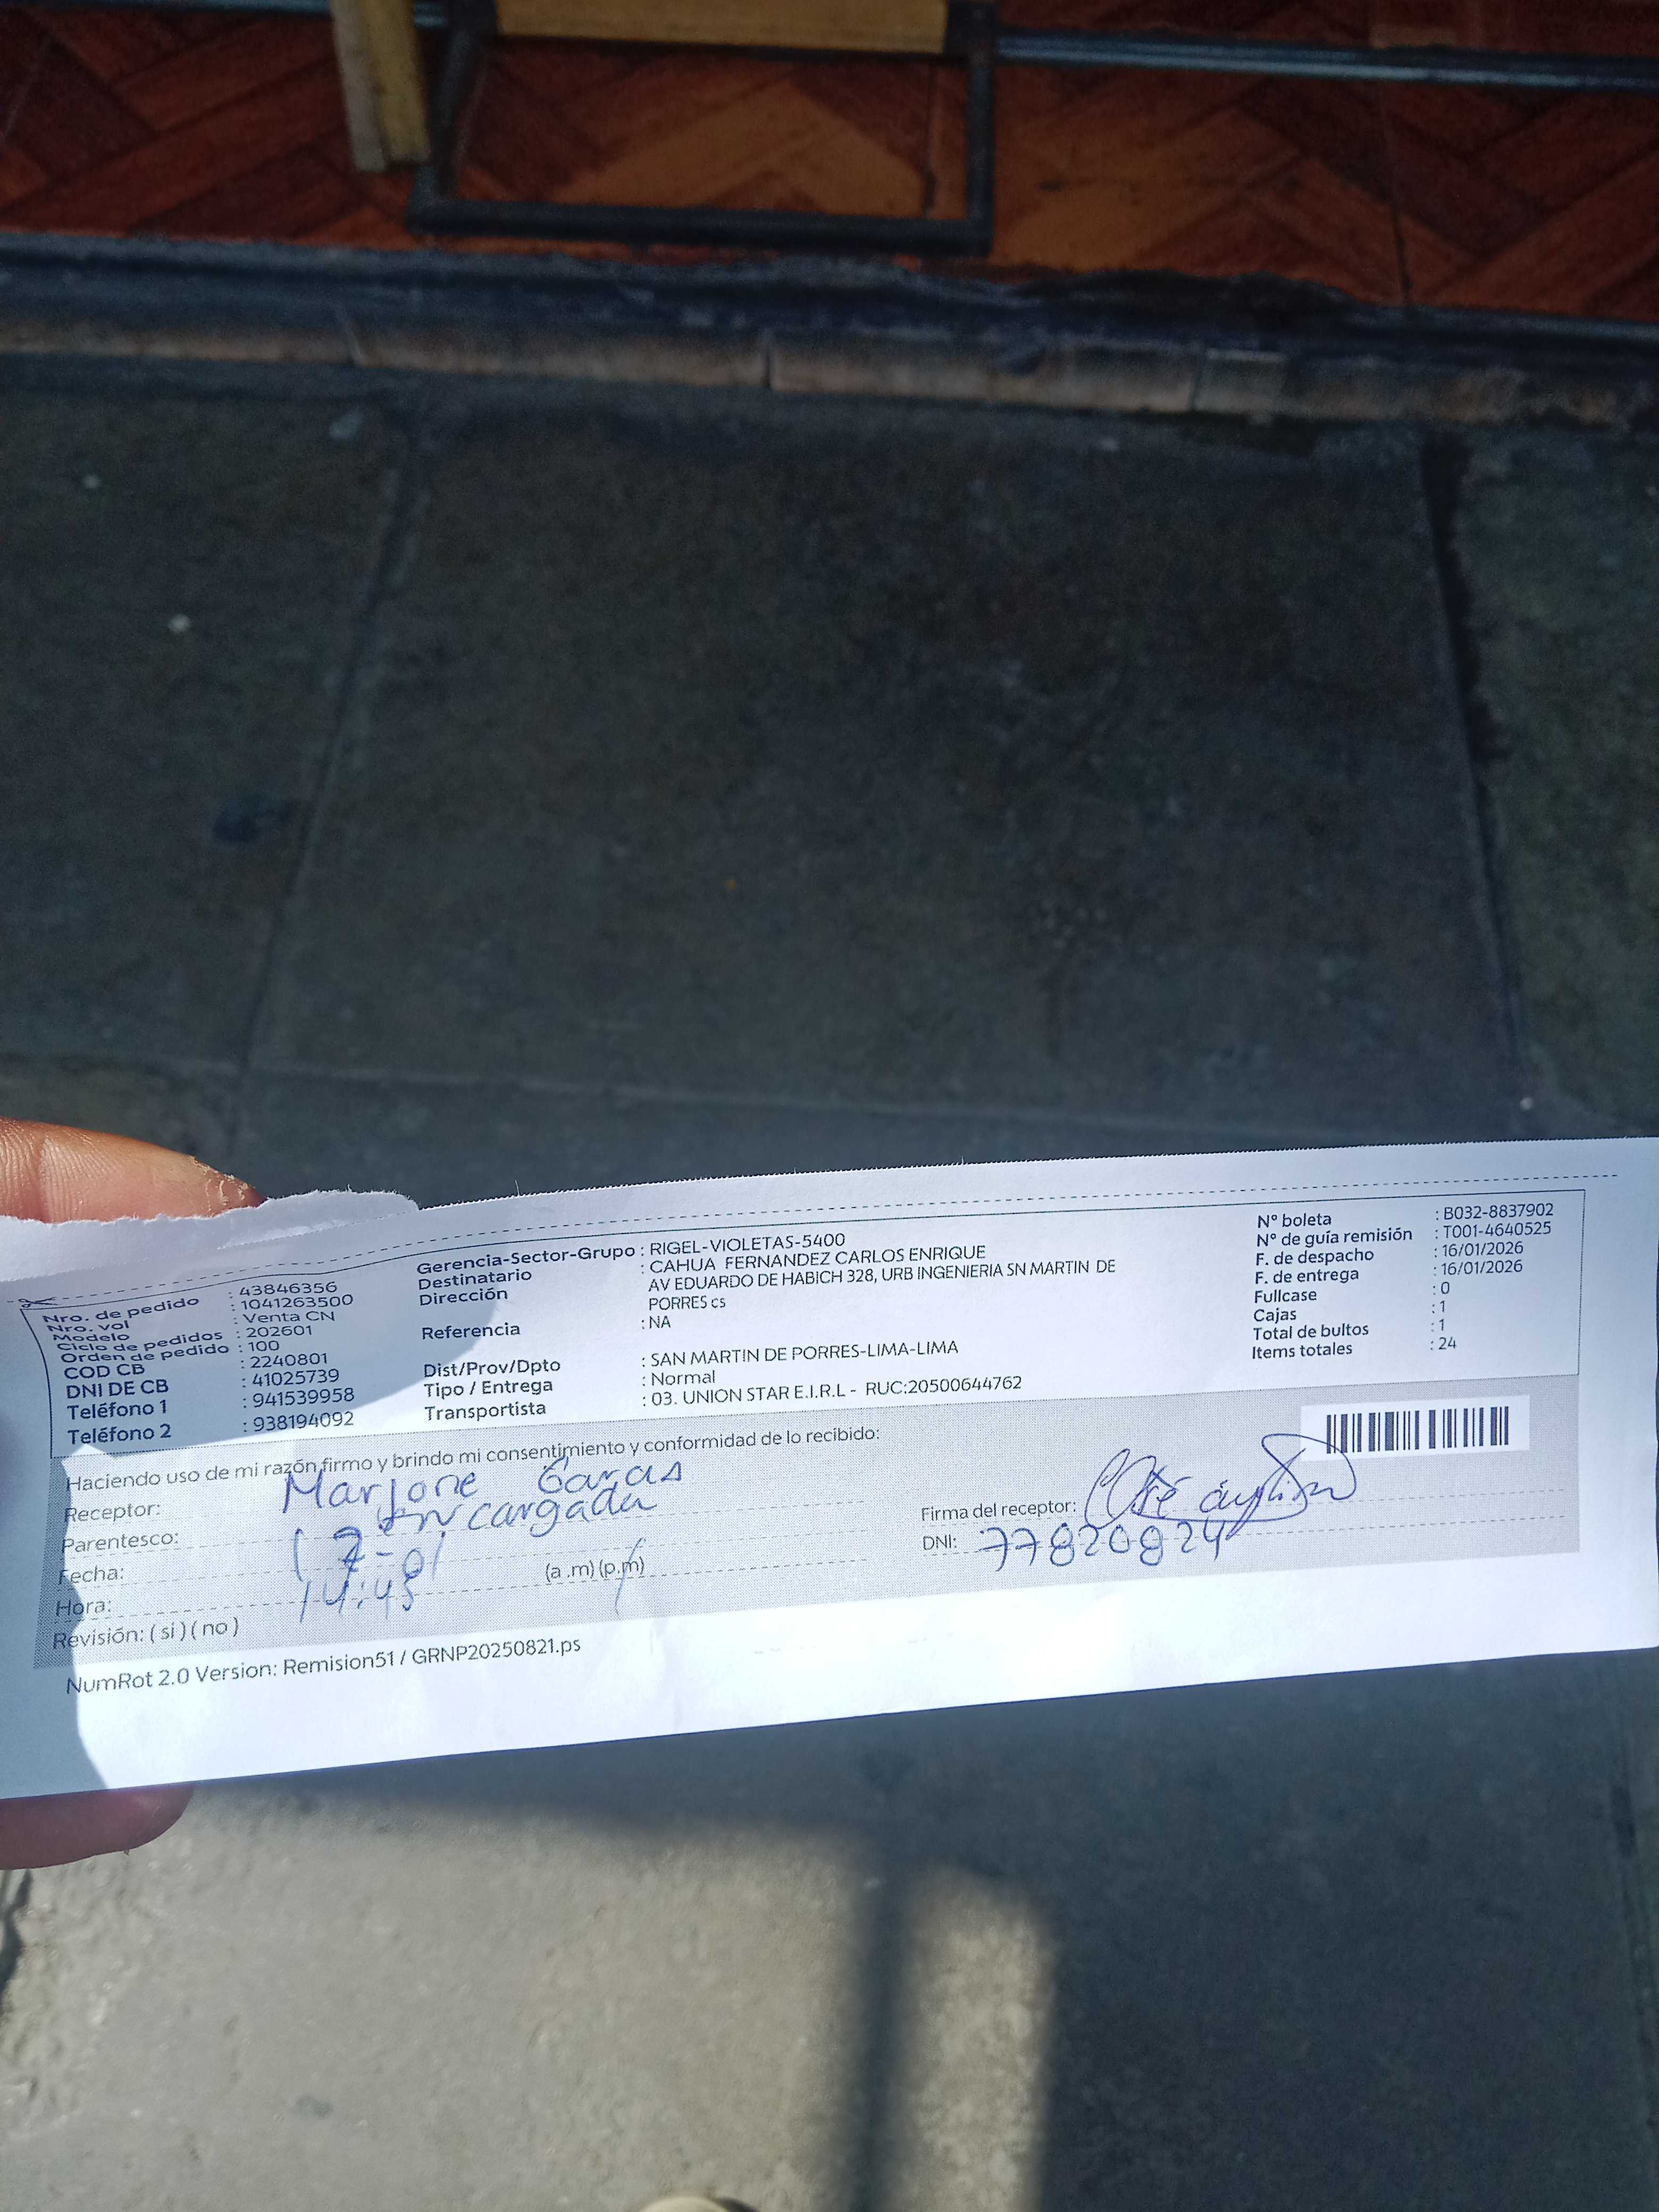 Nro. de pedido : 43846356
Nro. vol : 1041263500
Modelo : Venta CN
Ciclo de pedidos : 202601
Orden de pedido : 100
COD CB : 2240801
DNI DE CB : 41025739
Teléfono 1 : 941539958
Teléfono 2 : 938194092
Gerencia-Sector-Grupo : RIGEL-VIOLETAS-5400
Destinatario : CAHUA FERNANDEZ CARLOS ENRIQUE
Dirección AV EDUARDO DE HABICH 328, URB INGENIERIA SN MARTIN DE
PORRES cs
Referencia : NA
Dist/Prov/Dpto : SAN MARTIN DE PORRES-LIMA-LIMA
Tipo / Entrega : Normal
Transportista : 03. UNION STAR E.I.R.L - RUC:20500644762
N° boleta : B032-8837902
N° de guía remisión : T001-4640525
F. de despacho : 16/01/2026
F. de entrega : 16/01/2026
Fullcase : 0
Cajas : 1
Total de bultos : 1
Items totales : 24
Haciendo uso de mi razón firmo y brindo mi consentimiento y conformidad de lo recibido:
Receptor: Marjorie
Parentesco: Encargada
Fecha: 17-01
Hora: 14:45 (a .m) (p.m)
Revisión: ( si ) ( no )
Firma del receptor:
DNI: 77820824
NumRot 2.0 Version: Remision51 / GRNP20250821.ps